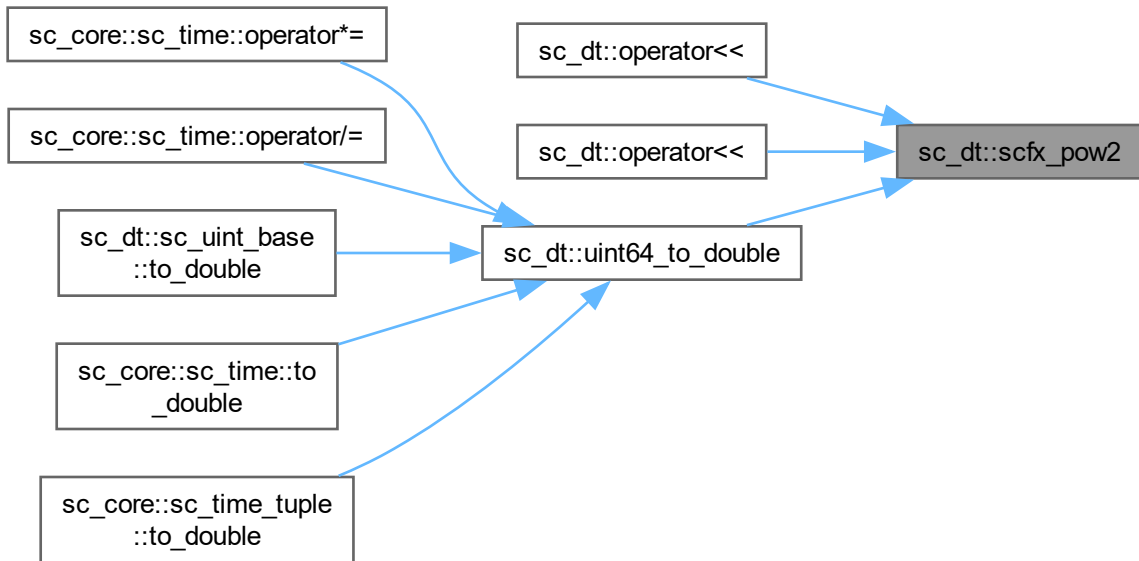 sc_core::sc_time::operator*=
sc_core::sc_time::operator/=
sc_dt::sc_uint_base
::to_double
sc_core::sc_time::to
_double
sc_core::sc_time_tuple
::to_double
sc_dt::operator<<
sc_dt::operator<<
sc_dt::uint64_to_double
sc_dt::scfx_pow2